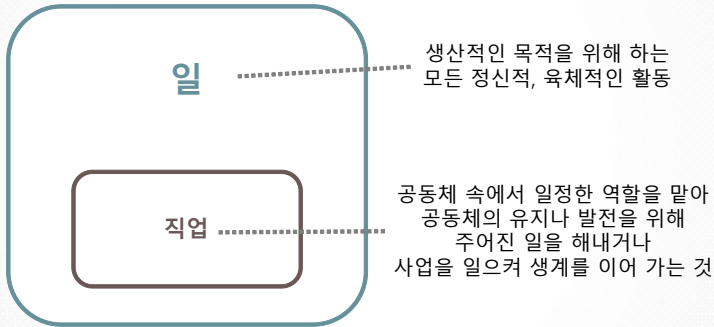 일
생산적인 목적을 위해 하는
모든 정신적, 육체적인 활동
직업
공동체 속에서 일정한 역할을 맡아
공동체의 유지나 발전을 위해
주어진 일을 해내거나
사업을 일으켜 생계를 이어 가는 것